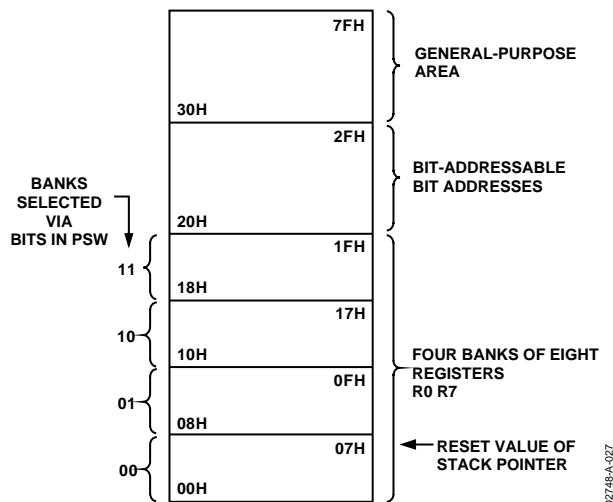 7FH
GENERAL-PURPOSE
AREA
30H
2FH
BIT-ADDRESSABLE
BIT ADDRESSES
20H
BANKS
SELECTED
VIA
BITS IN PSW
11
1FH
18H
10
17H
10H
01
0FH
08H
FOUR BANKS OF EIGHT
REGISTERS
R0 R7
00
07H
00H
RESET VALUE OF
STACK POINTER
02748-A-027